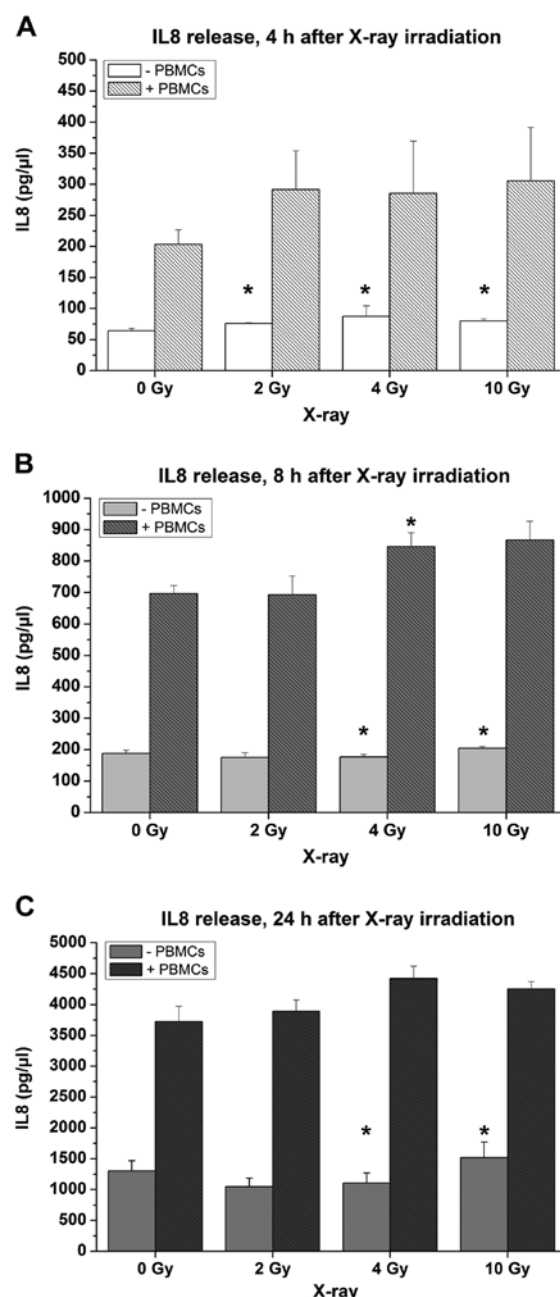 A
IL8 release, 4 h after X-ray irradiation
- PBMCs
+ PBMCs
500
450
400
350
300
250
200
150
100
50
0
IL8 (pg/µl)
* * *
0 Gy 2 Gy 4 Gy 10 Gy
X-ray
B
IL8 release, 8 h after X-ray irradiation
- PBMCs
+ PBMCs
1000
900
800
700
600
500
400
300
200
100
0
IL8 (pg/µl)
*
* *
0 Gy 2 Gy 4 Gy 10 Gy
X-ray
C
IL8 release, 24 h after X-ray irradiation
- PBMCs
+ PBMCs
5000
4500
4000
3500
3000
2500
2000
1500
1000
500
0
IL8 (pg/µl)
* *
0 Gy 2 Gy 4 Gy 10 Gy
X-ray